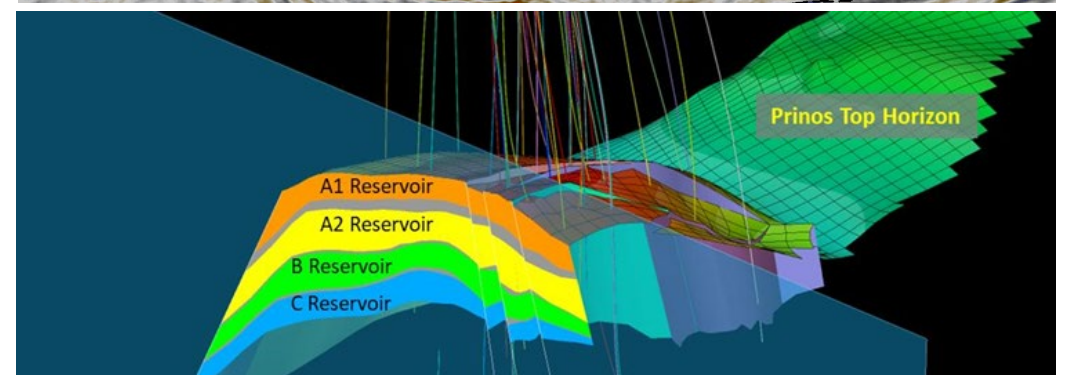 Prinos Top Horizon
A1 Reservoir
A2 Reservoir
B Reservoir
C Reservoir